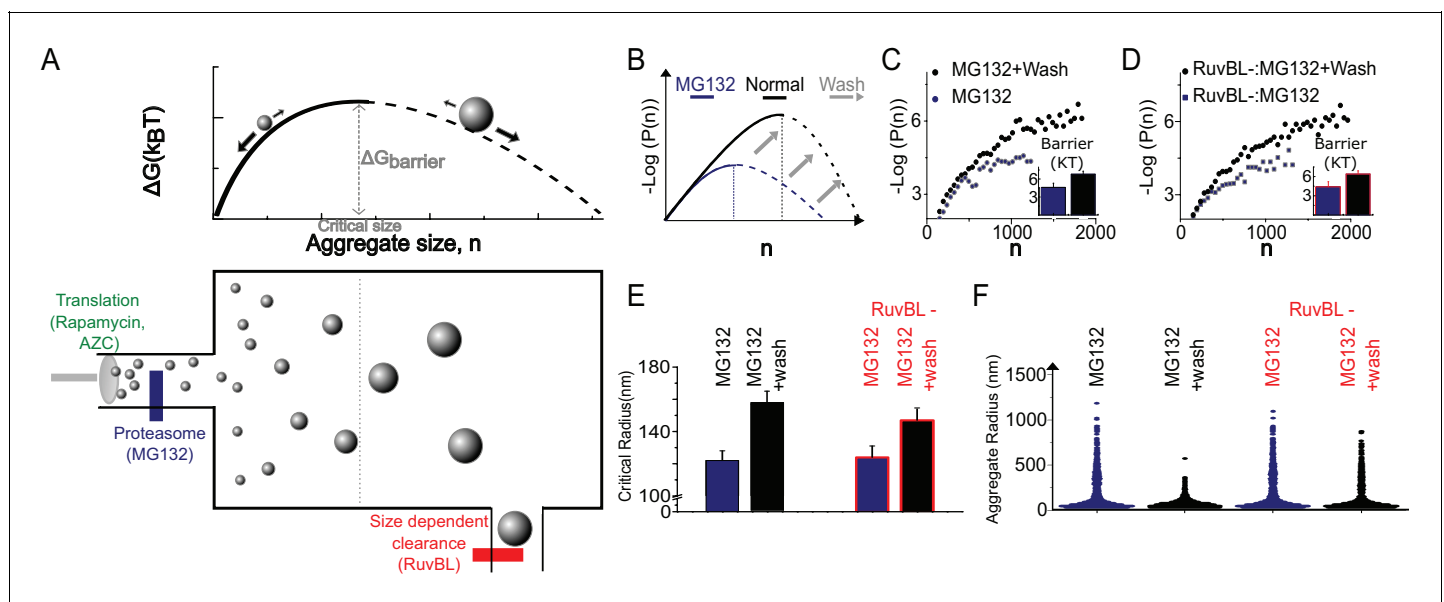 A
ΔG(kBT)
ΔGbarrier
Critical size
Aggregate size, n
Translation
(Rapamycin,
AZC)
Proteasome
(MG132)
Size dependent
clearance
(RuvBL)
B
MG132 Normal Wash
-Log (P(n))
n
C
MG132+Wash
MG132
-Log (P(n))
6
3
Barrier
(KT)
6
3
0 1000 2000
n
D
RuvBL-:MG132+Wash
RuvBL-:MG132
-Log (P(n))
6
3
Barrier
(KT)
6
3
0 1000 2000
n
E
RuvBL -
MG132
MG132
+wash
MG132
MG132
+wash
Critical Radius(nm)
180
140
100
0
F
RuvBL -
MG132
MG132
+wash
MG132
MG132
+wash
Aggregate Radius (nm)
1500
1000
500
0